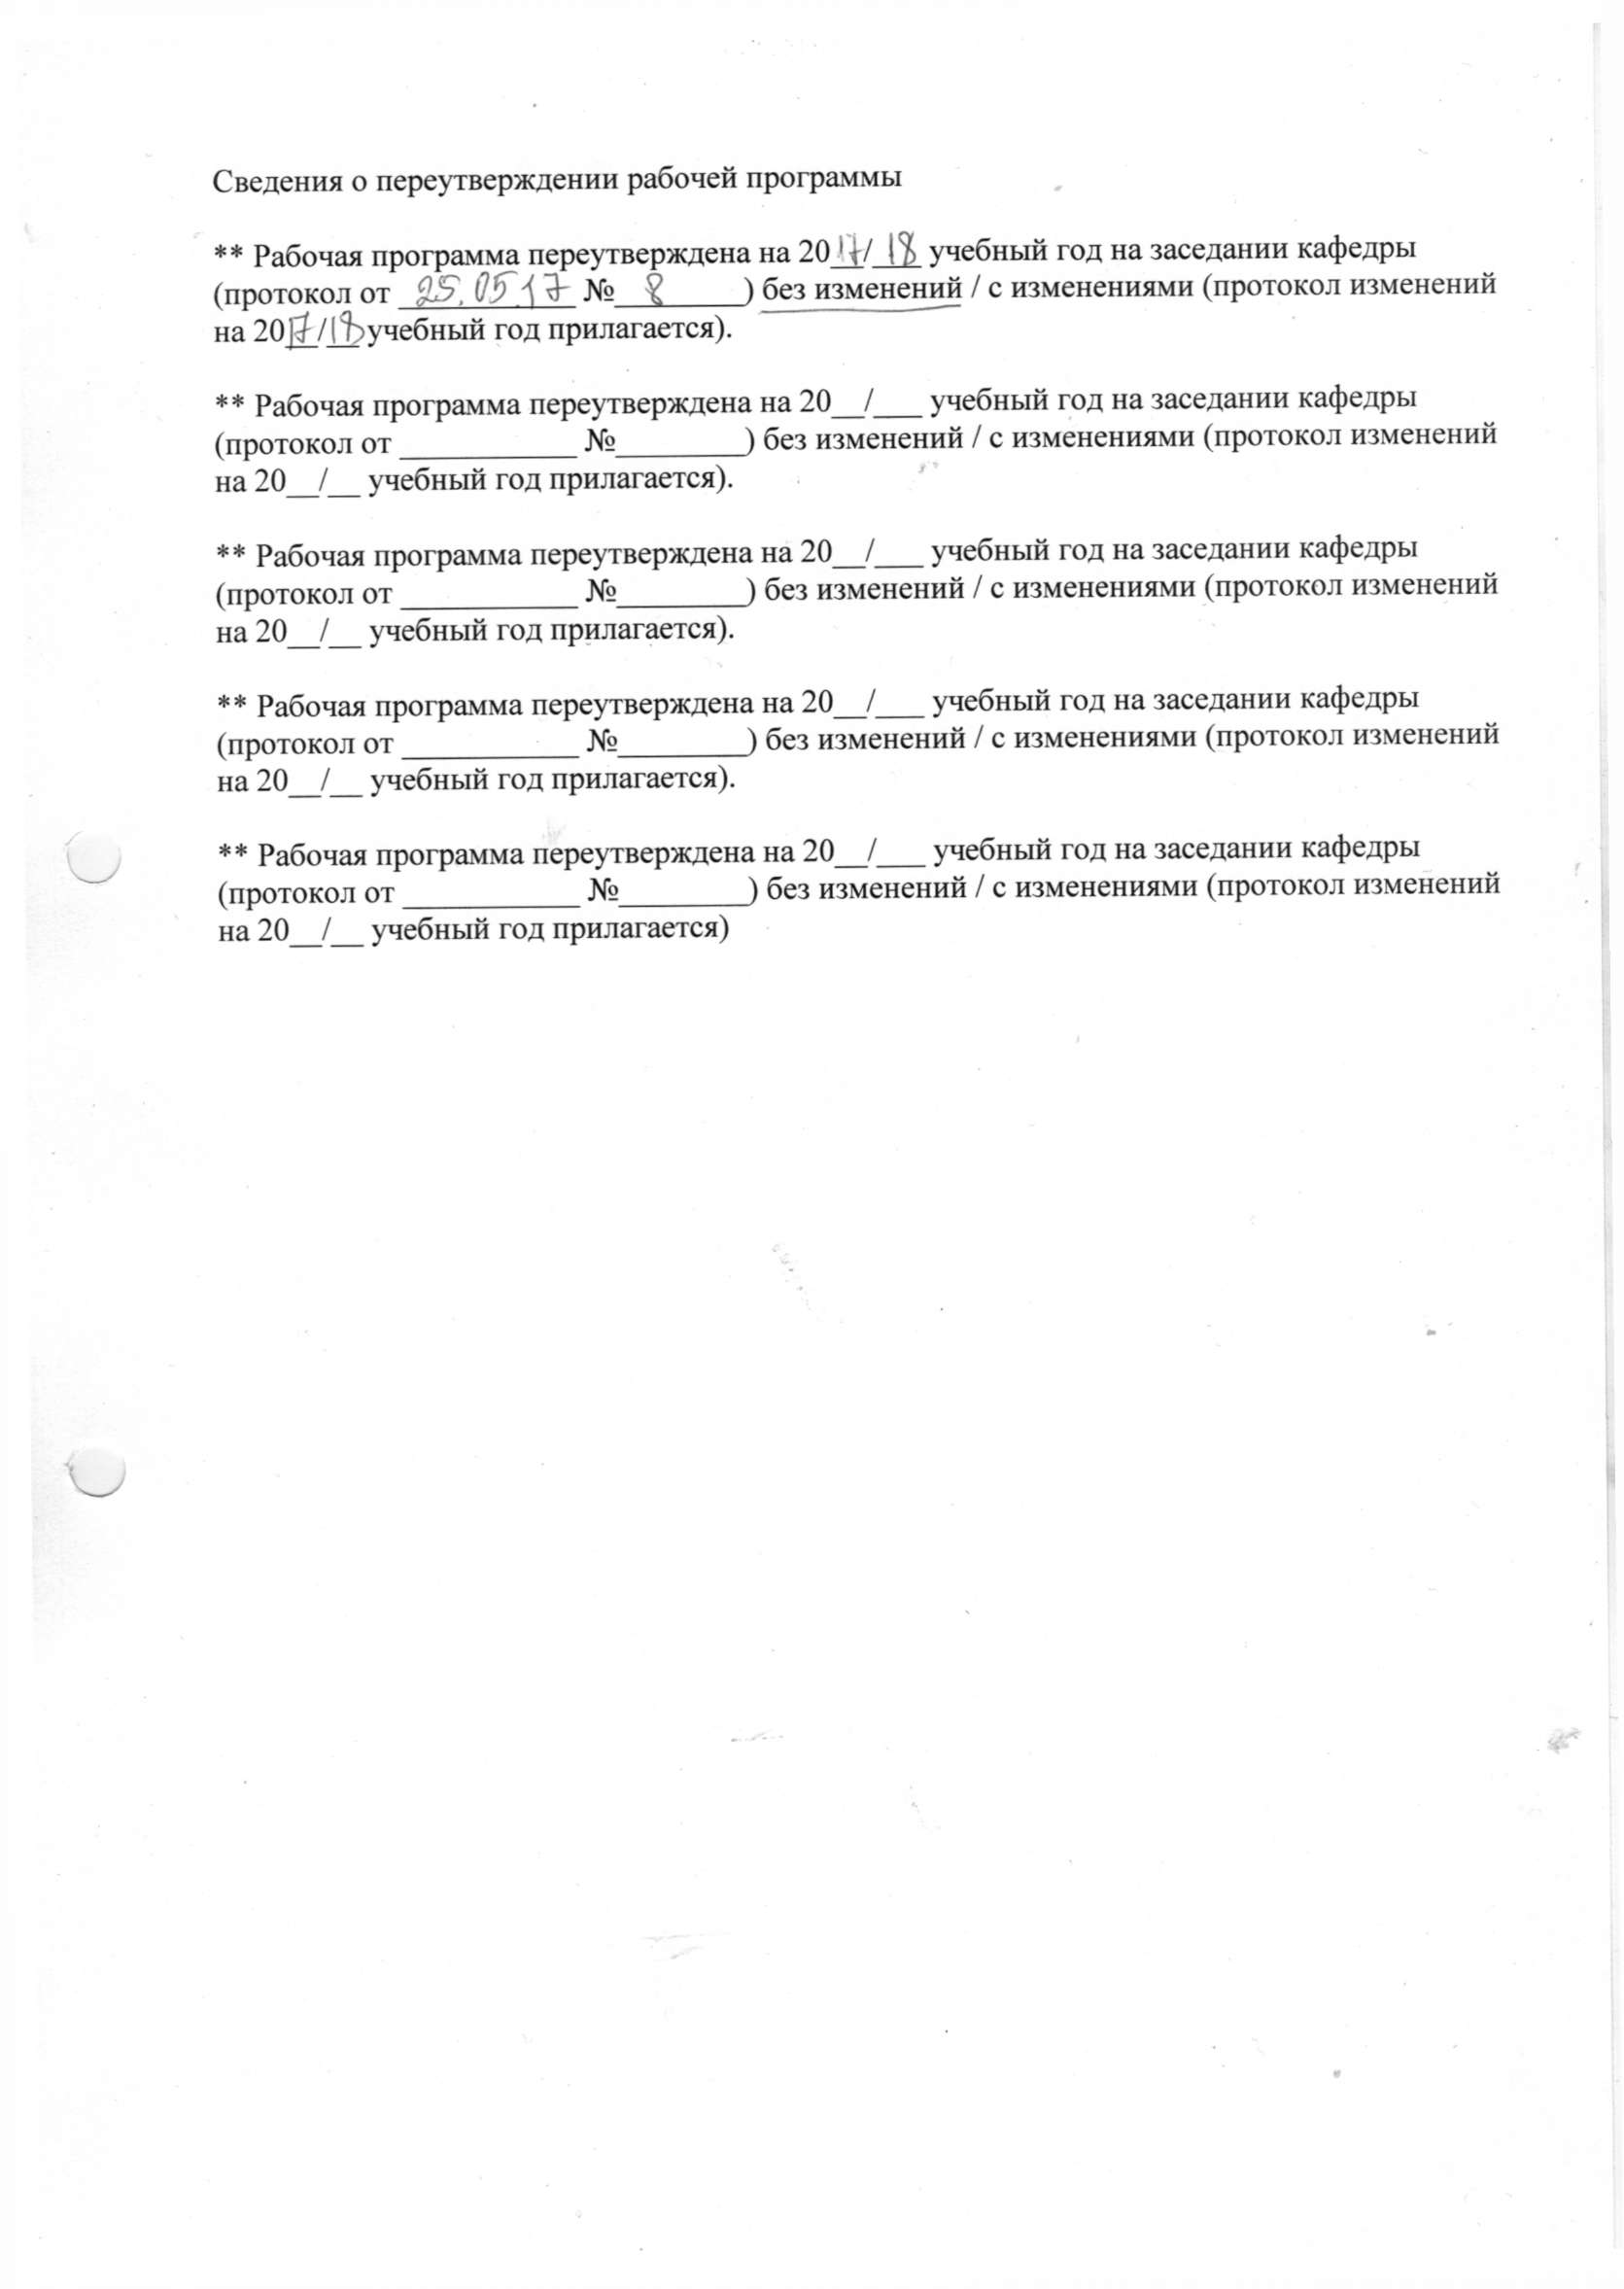 Сведения о переутверждении рабочей программы
** Рабочая программа переутверждена на 2017/18 учебный год на заседании кафедры
(протокол от 25.05.17 № 8) без изменений / с изменениями (протокол изменений
на 2017/18 учебный год прилагается).
** Рабочая программа переутверждена на 20__/___ учебный год на заседании кафедры
(протокол от ___________ №________) без изменений / с изменениями (протокол изменений
на 20__/__ учебный год прилагается).
** Рабочая программа переутверждена на 20__/___ учебный год на заседании кафедры
(протокол от ___________ №________) без изменений / с изменениями (протокол изменений
на 20__/__ учебный год прилагается).
** Рабочая программа переутверждена на 20__/___ учебный год на заседании кафедры
(протокол от ___________ №________) без изменений / с изменениями (протокол изменений
на 20__/__ учебный год прилагается).
** Рабочая программа переутверждена на 20__/___ учебный год на заседании кафедры
(протокол от ___________ №________) без изменений / с изменениями (протокол изменений
на 20__/__ учебный год прилагается)